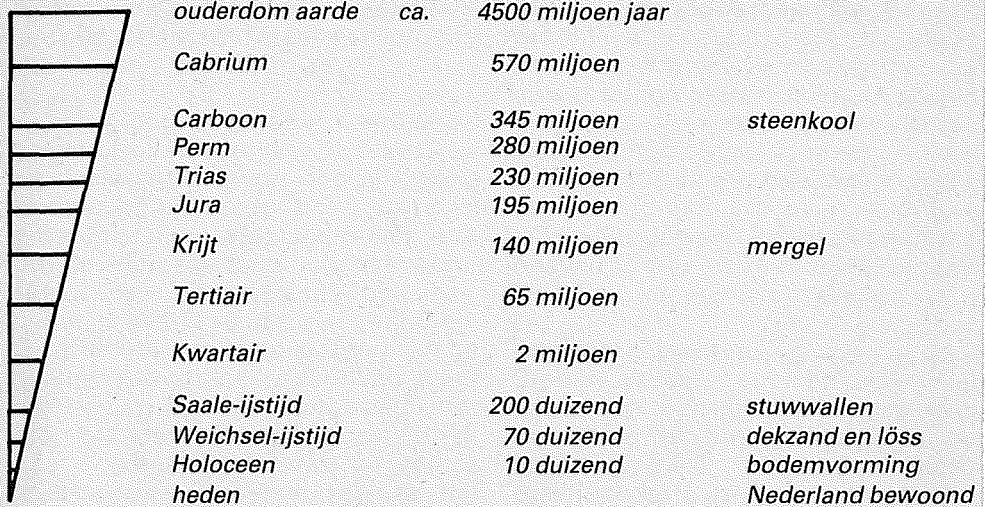 ouderdom aarde ca. 4500 miljoen jaar
Cabrium 570 miljoen
Carboon 345 miljoen steenkool
Perm 280 miljoen
Trias 230 miljoen
Jura 195 miljoen
Krijt 140 miljoen mergel
Tertiair 65 miljoen
Kwartair 2 miljoen
Saale-ijstijd 200 duizend stuwwallen
Weichsel-ijstijd 70 duizend dekzand en löss
Holoceen 10 duizend bodemvorming
heden Nederland bewoond